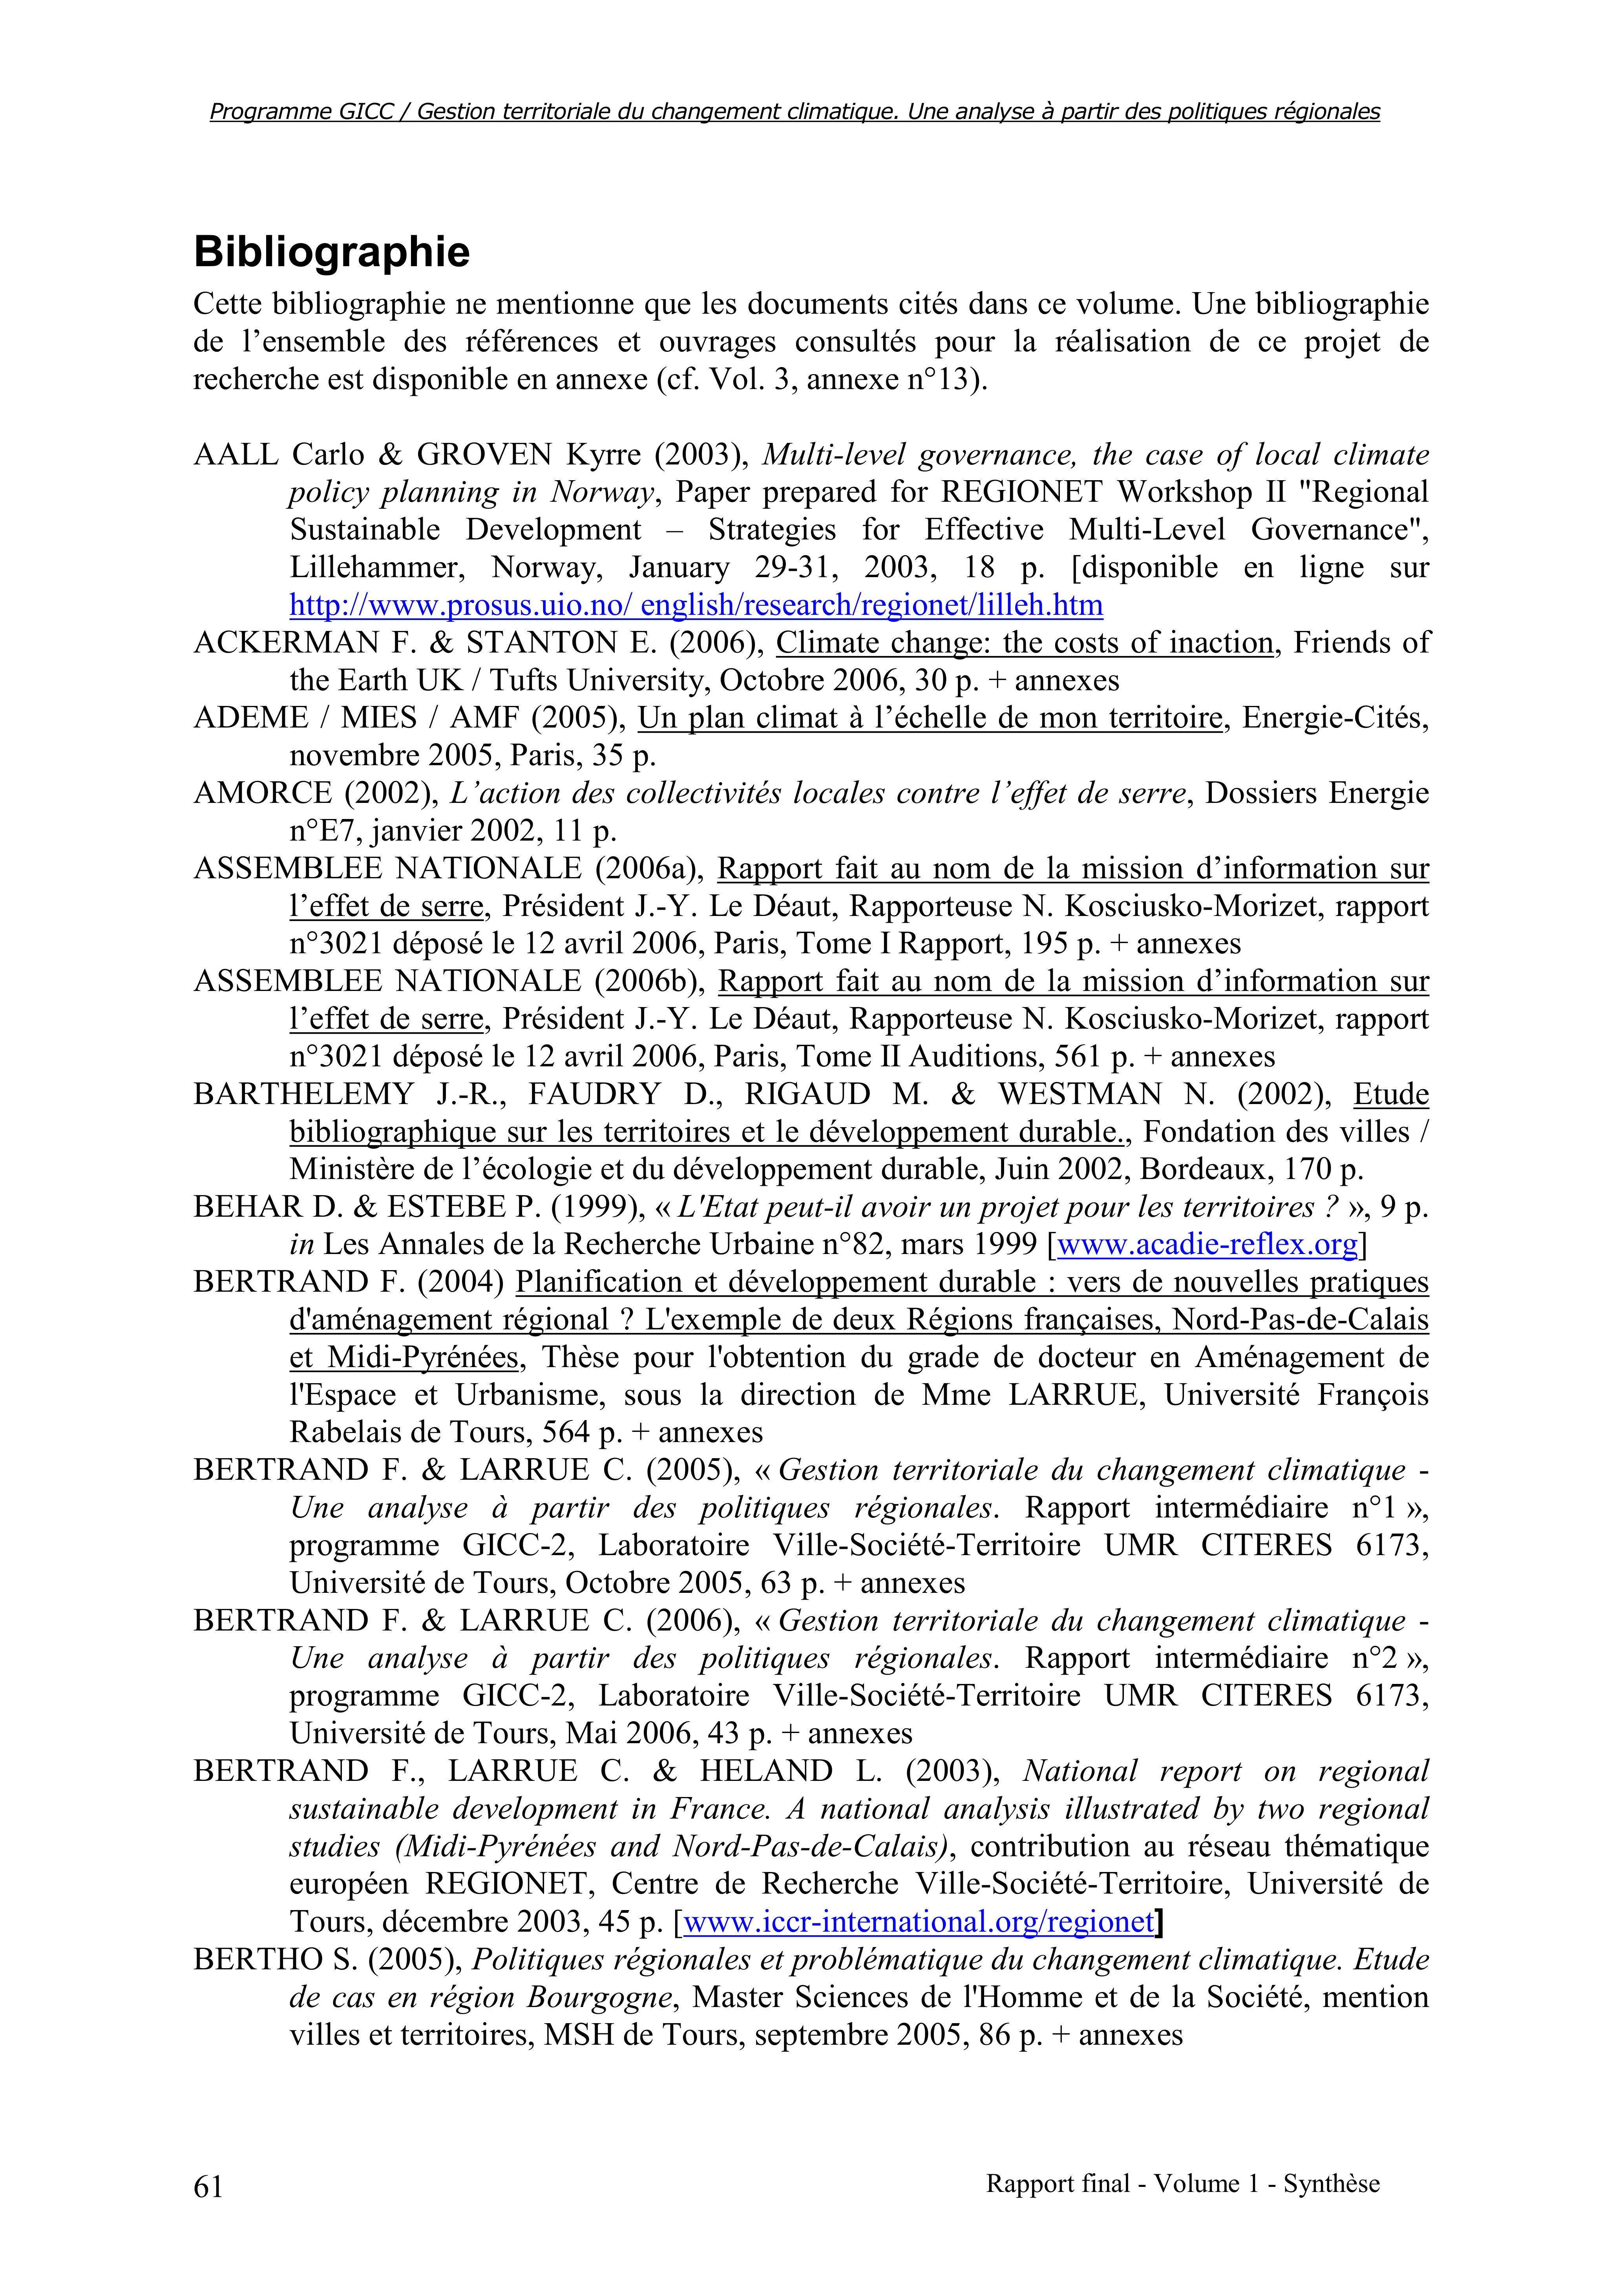 Programme GICC / Gestion territoriale du changement climatique. Une analyse à partir des politiques régionales
Bibliographie
Cette bibliographie ne mentionne que les documents cités dans ce volume. Une bibliographie
de l’ensemble des références et ouvrages consultés pour la réalisation de ce projet de
recherche est disponible en annexe (cf. Vol. 3, annexe n°13).
AALL Carlo & GROVEN Kyrre (2003), Multi-level governance, the case of local climate
policy planning in Norway, Paper prepared for REGIONET Workshop II "Regional
Sustainable Development – Strategies for Effective Multi-Level Governance",
Lillehammer, Norway, January 29-31, 2003, 18 p. [disponible en ligne sur
http://www.prosus.uio.no/ english/research/regionet/lilleh.htm
ACKERMAN F. & STANTON E. (2006), Climate change: the costs of inaction, Friends of
the Earth UK / Tufts University, Octobre 2006, 30 p. + annexes
ADEME / MIES / AMF (2005), Un plan climat à l’échelle de mon territoire, Energie-Cités,
novembre 2005, Paris, 35 p.
AMORCE (2002), L’action des collectivités locales contre l’effet de serre, Dossiers Energie
n°E7, janvier 2002, 11 p.
ASSEMBLEE NATIONALE (2006a), Rapport fait au nom de la mission d’information sur
l’effet de serre, Président J.-Y. Le Déaut, Rapporteuse N. Kosciusko-Morizet, rapport
n°3021 déposé le 12 avril 2006, Paris, Tome I Rapport, 195 p. + annexes
ASSEMBLEE NATIONALE (2006b), Rapport fait au nom de la mission d’information sur
l’effet de serre, Président J.-Y. Le Déaut, Rapporteuse N. Kosciusko-Morizet, rapport
n°3021 déposé le 12 avril 2006, Paris, Tome II Auditions, 561 p. + annexes
BARTHELEMY J.-R., FAUDRY D., RIGAUD M. & WESTMAN N. (2002), Etude
bibliographique sur les territoires et le développement durable., Fondation des villes /
Ministère de l’écologie et du développement durable, Juin 2002, Bordeaux, 170 p.
BEHAR D. & ESTEBE P. (1999), « L'Etat peut-il avoir un projet pour les territoires ? », 9 p.
in Les Annales de la Recherche Urbaine n°82, mars 1999 [www.acadie-reflex.org]
BERTRAND F. (2004) Planification et développement durable : vers de nouvelles pratiques
d'aménagement régional ? L'exemple de deux Régions françaises, Nord-Pas-de-Calais
et Midi-Pyrénées, Thèse pour l'obtention du grade de docteur en Aménagement de
l'Espace et Urbanisme, sous la direction de Mme LARRUE, Université François
Rabelais de Tours, 564 p. + annexes
BERTRAND F. & LARRUE C. (2005), « Gestion territoriale du changement climatique -
Une analyse à partir des politiques régionales. Rapport intermédiaire n°1 »,
programme GICC-2, Laboratoire Ville-Société-Territoire UMR CITERES 6173,
Université de Tours, Octobre 2005, 63 p. + annexes
BERTRAND F. & LARRUE C. (2006), « Gestion territoriale du changement climatique -
Une analyse à partir des politiques régionales. Rapport intermédiaire n°2 »,
programme GICC-2, Laboratoire Ville-Société-Territoire UMR CITERES 6173,
Université de Tours, Mai 2006, 43 p. + annexes
BERTRAND F., LARRUE C. & HELAND L. (2003), National report on regional
sustainable development in France. A national analysis illustrated by two regional
studies (Midi-Pyrénées and Nord-Pas-de-Calais), contribution au réseau thématique
européen REGIONET, Centre de Recherche Ville-Société-Territoire, Université de
Tours, décembre 2003, 45 p. [www.iccr-international.org/regionet]
BERTHO S. (2005), Politiques régionales et problématique du changement climatique. Etude
de cas en région Bourgogne, Master Sciences de l'Homme et de la Société, mention
villes et territoires, MSH de Tours, septembre 2005, 86 p. + annexes
61
Rapport final - Volume 1 - Synthèse